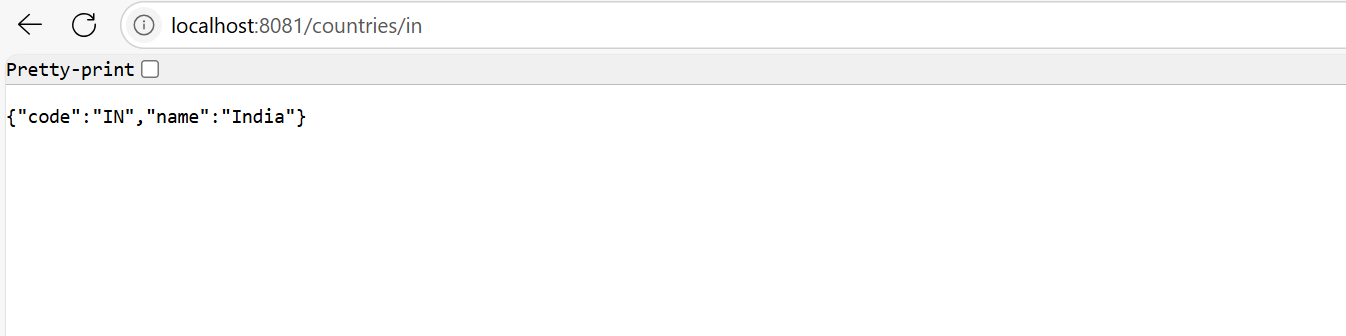 localhost:8081/countries/in
Pretty-print
{"code":"IN","name":"India"}